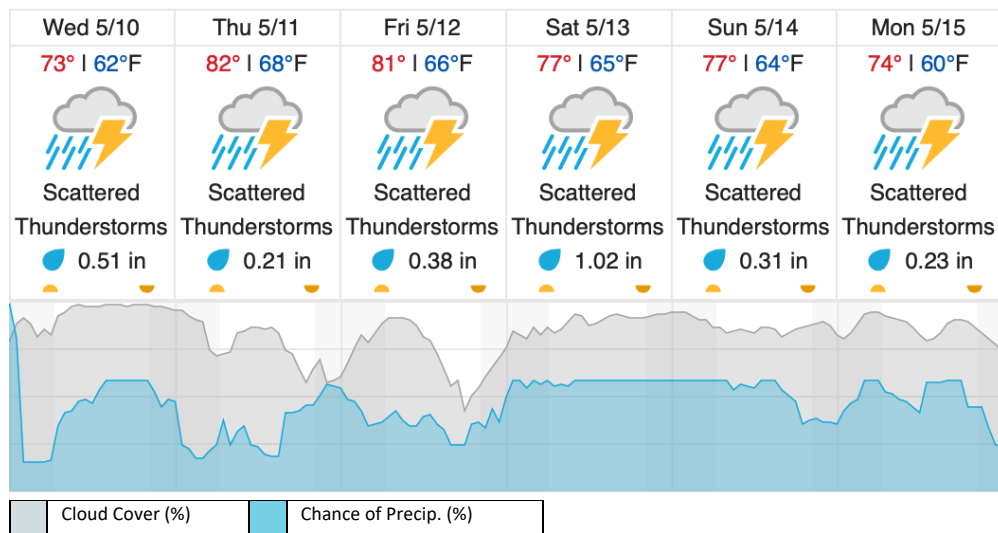 Wed 5/10 Thu 5/11 Fri 5/12 Sat 5/13 Sun 5/14 Mon 5/15
73° | 62°F 82° | 68°F 81° | 66°F 77° | 65°F 77° | 64°F 74° | 60°F
Scattered Scattered Scattered Scattered Scattered Scattered
Thunderstorms Thunderstorms Thunderstorms Thunderstorms Thunderstorms Thunderstorms
0.51 in 0.21 in 0.38 in 1.02 in 0.31 in 0.23 in
Cloud Cover (%) Chance of Precip. (%)